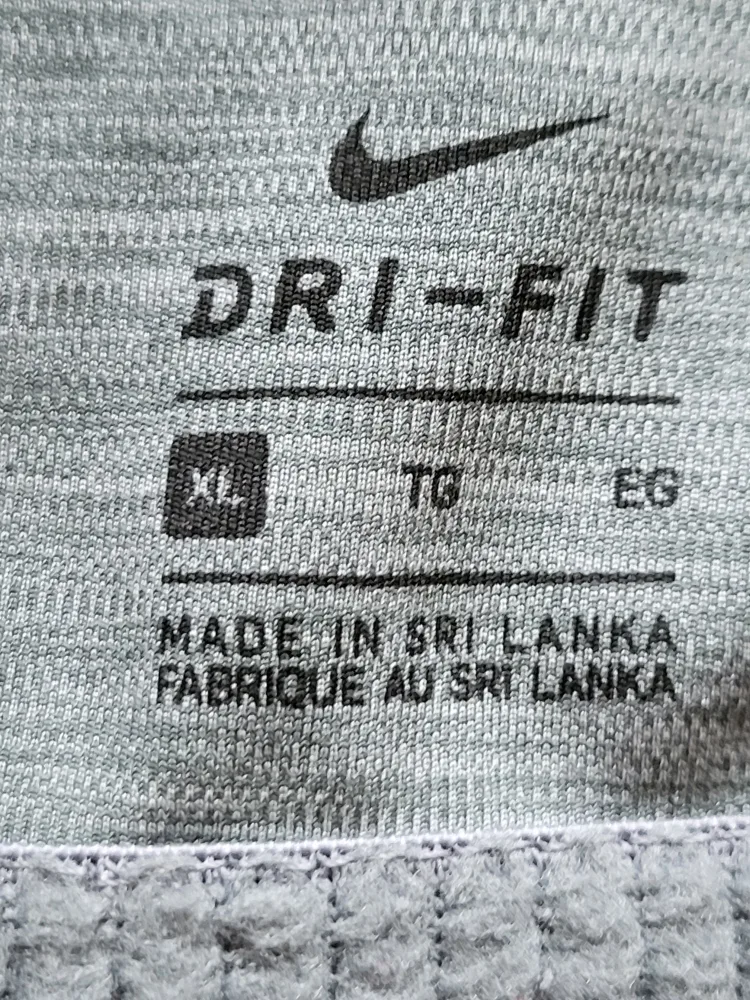 DRI-FIT
XL TG EG
MADE IN SRI LANKA
FABRIQUE AU SRI LANKA